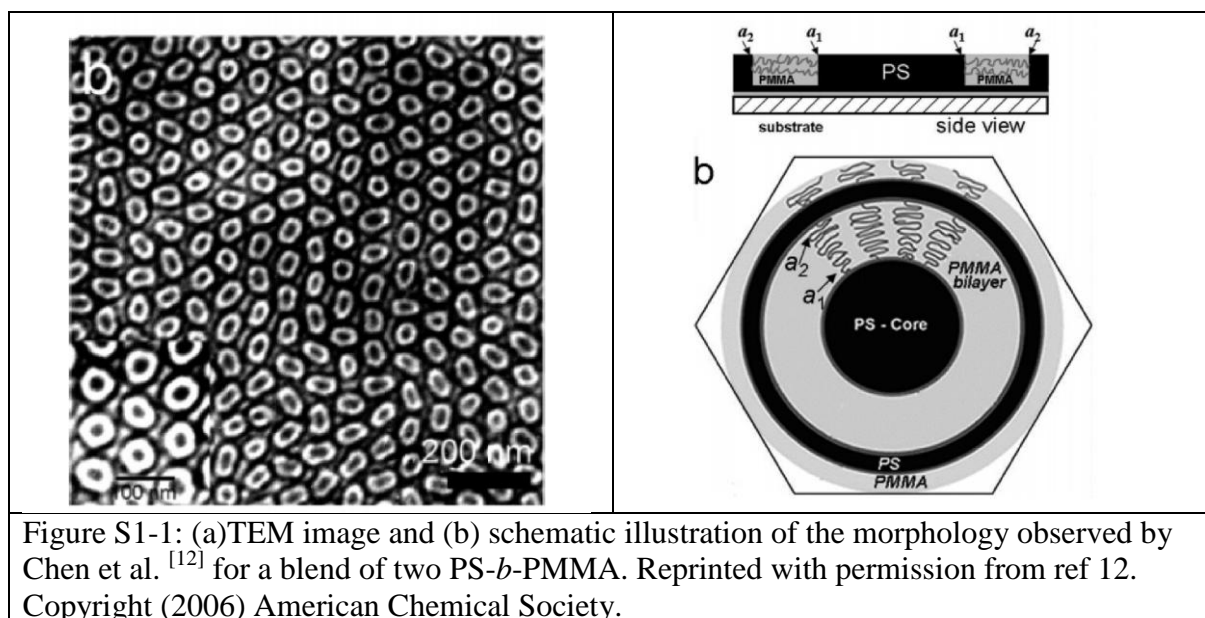 b
200 nm
100 nm
a2 a1 a1 a2
PS
PMMA PMMA
substrate side view
b
a2
a1
PMMA
bilayer
PS - Core
PS
PMMA
Figure S1-1: (a)TEM image and (b) schematic illustration of the morphology observed by
Chen et al. [12] for a blend of two PS-b-PMMA. Reprinted with permission from ref 12.
Copyright (2006) American Chemical Society.